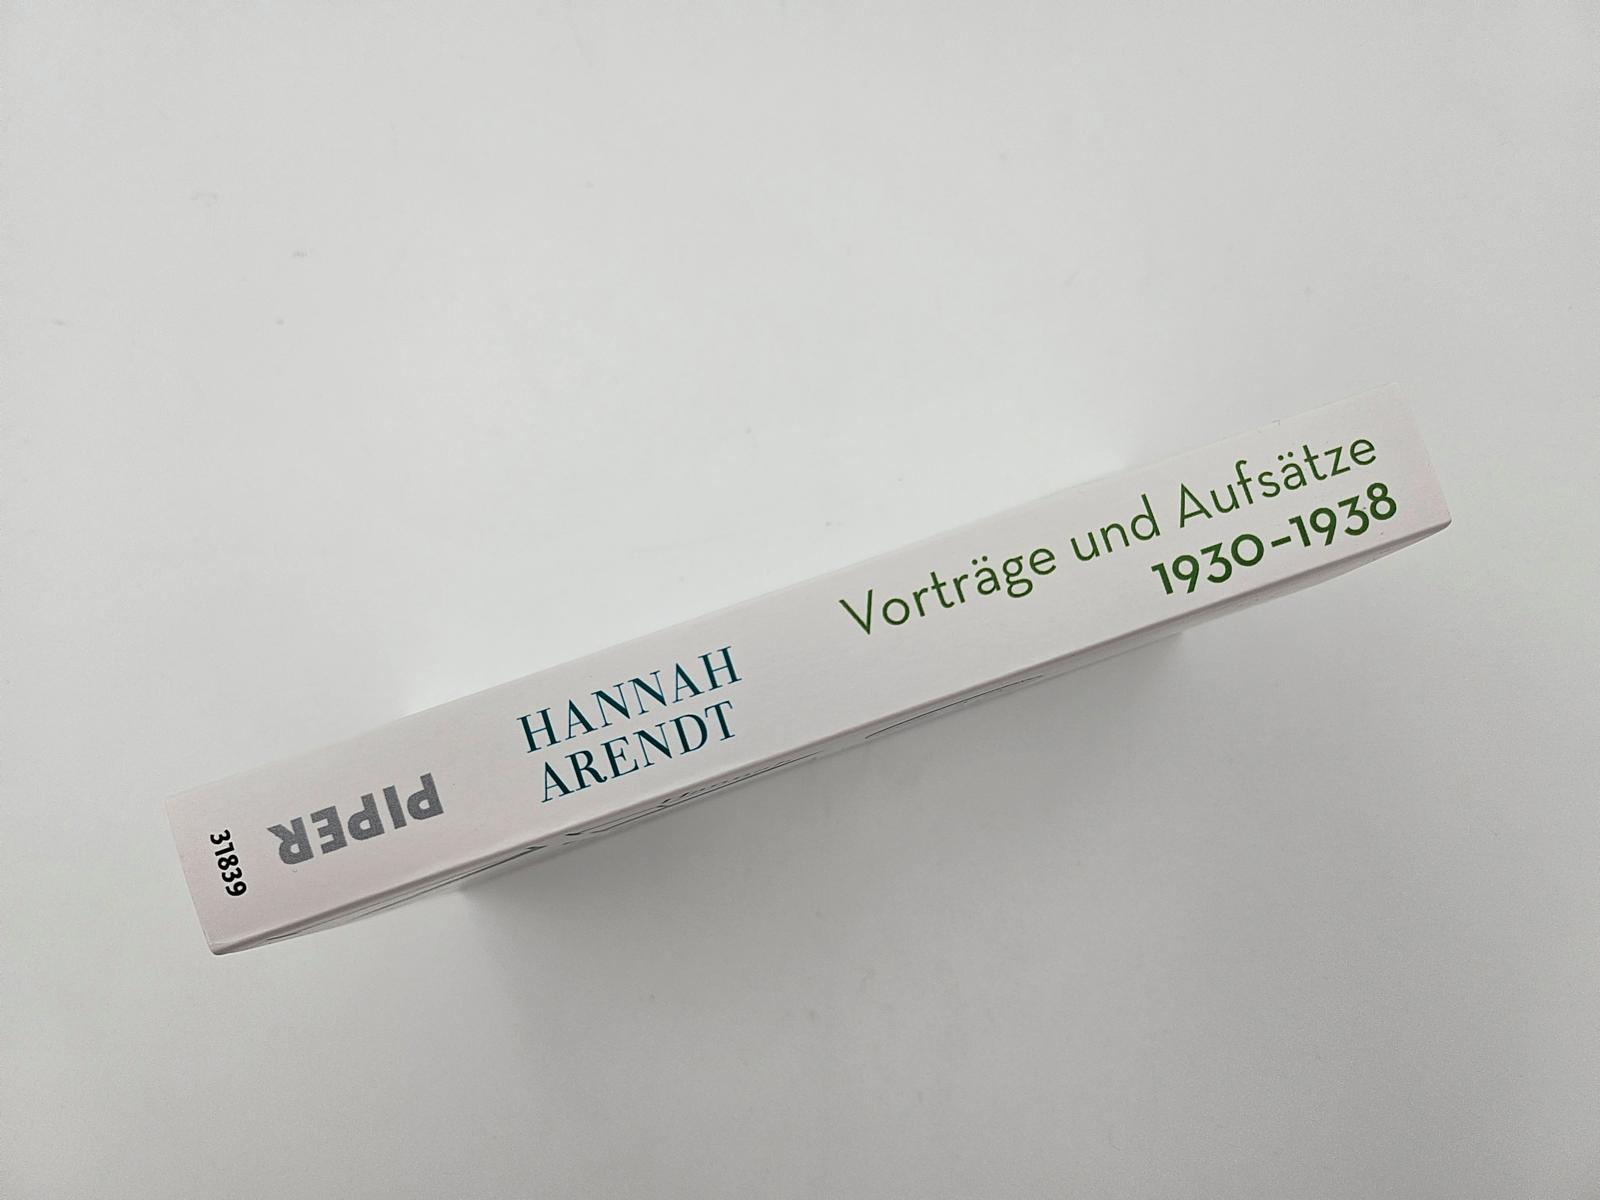 HANNAH
ARENDT
Vorträge und Aufsätze
1930–1938
PIPER
31839